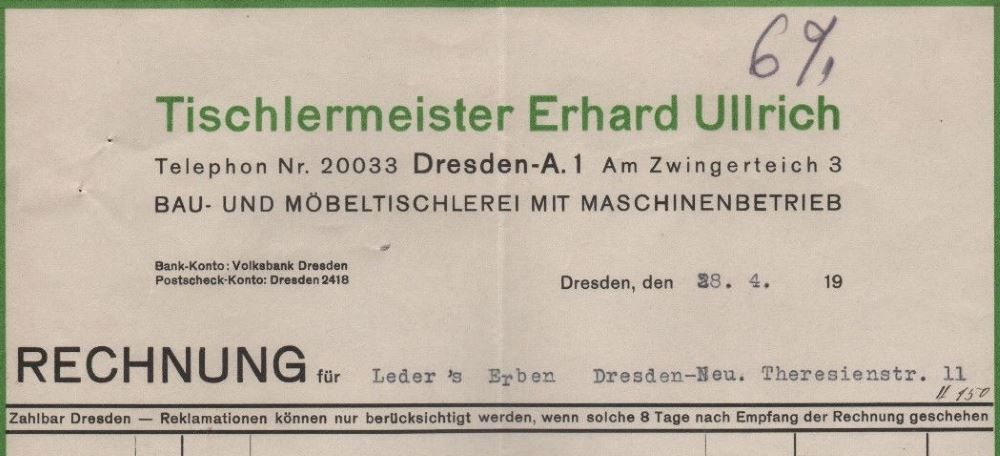 6%
Tischlermeister Erhard Ullrich
Telephon Nr. 20033 Dresden-A. 1 Am Zwingerteich 3
BAU- UND MÖBELTISCHLEREI MIT MASCHINENBETRIEB
Bank-Konto: Volksbank Dresden
Postscheck-Konto: Dresden 2418
Dresden, den 28. 4. 19
RECHNUNG für Leder 's Erben Dresden-Neu. Theresienstr. 11
Zahlbar Dresden — Reklamationen können nur berücksichtigt werden, wenn solche 8 Tage nach Empfang der Rechnung geschehen